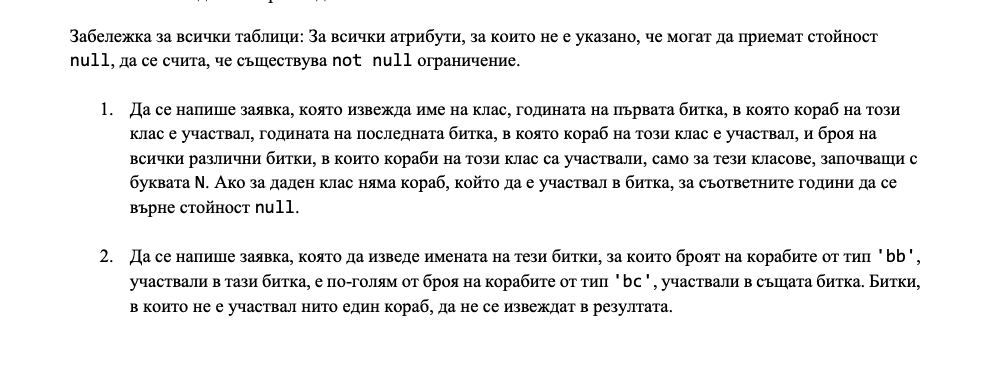 Забележка за всички таблици: За всички атрибути, за които не е указано, че могат да приемат стойност
null, да се счита, че съществува not null ограничение.
1. Да се напише заявка, която извежда име на клас, годината на първата битка, в която кораб на този
клас е участвал, годината на последната битка, в която кораб на този клас е участвал, и броя на
всички различни битки, в които кораби на този клас са участвали, само за тези класове, започващи с
буквата N. Ако за даден клас няма кораб, който да е участвал в битка, за съответните години да се
върне стойност null.
2. Да се напише заявка, която да изведе имената на тези битки, за които броят на корабите от тип 'bb',
участвали в тази битка, е по-голям от броя на корабите от тип 'bc', участвали в същата битка. Битки,
в които не е участвал нито един кораб, да не се извеждат в резултата.